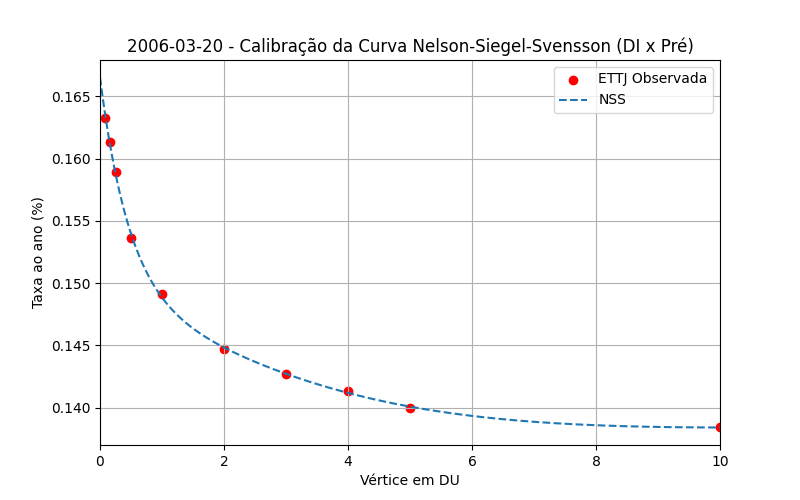 2006-03-20 - Calibração da Curva Nelson-Siegel-Svensson (DI x Pré)
ETTJ Observada
NSS
Taxa ao ano (%)
0.165
0.160
0.155
0.150
0.145
0.140
0 2 4 6 8 10
Vértice em DU